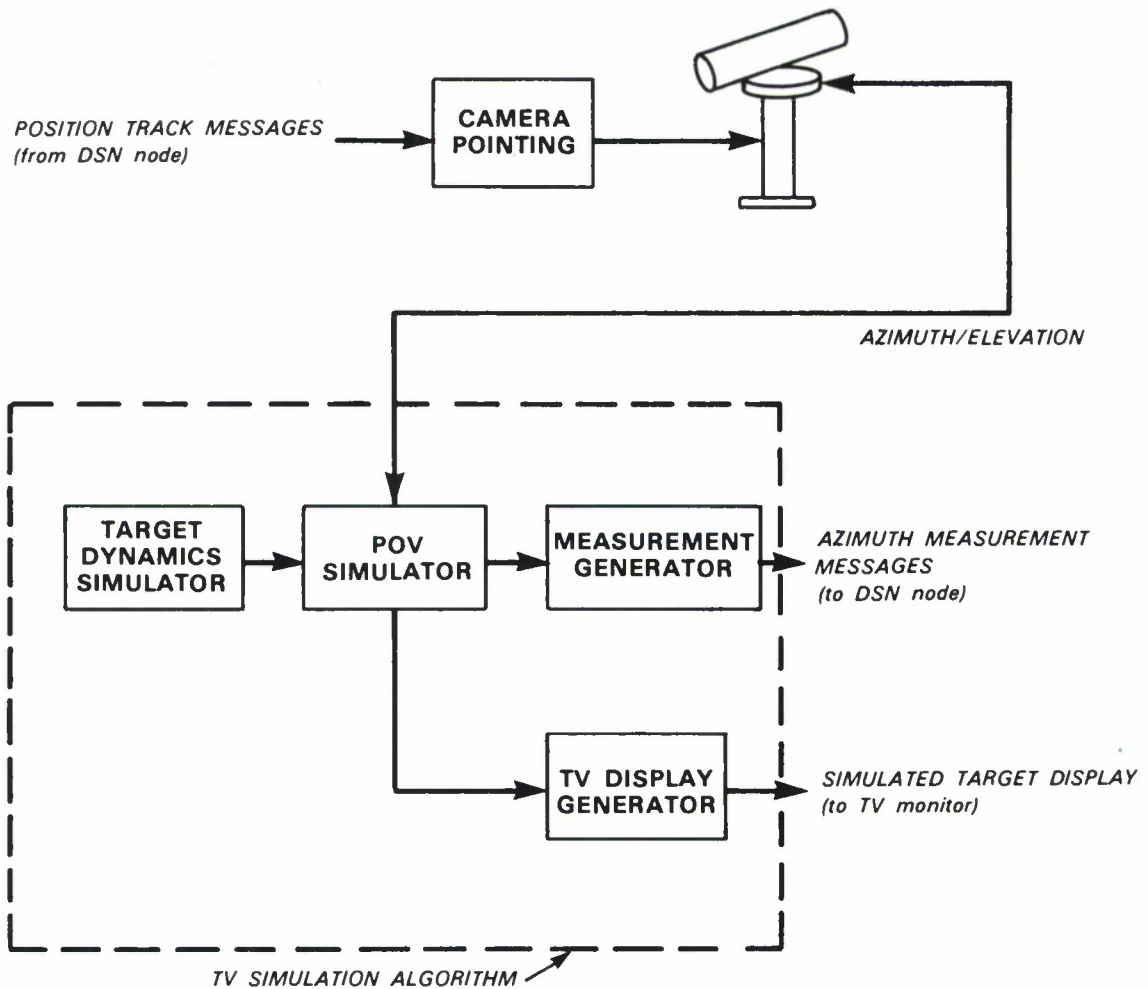 POSITION TRACK MESSAGES
(from DSN node)
CAMERA
POINTING
AZIMUTH/ELEVATION
TARGET
DYNAMICS
SIMULATOR
POV
SIMULATOR
MEASUREMENT
GENERATOR
AZIMUTH MEASUREMENT
MESSAGES
(to DSN node)
TV DISPLAY
GENERATOR
SIMULATED TARGET DISPLAY
(to TV monitor)
TV SIMULATION ALGORITHM